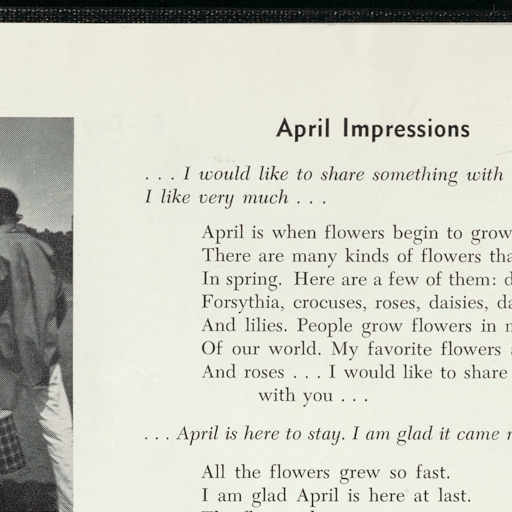 April Impressions
. . . I would like to share something with
I like very much . . .
April is when flowers begin to grow
There are many kinds of flowers
In spring. Here are a few of them:
Forsythia, crocuses, roses, daisies,
And lilies. People grow flowers in
Of our world. My favorite flowers
And roses . . . I would like to share
with you . . .
. . . April is here to stay. I am glad it came
All the flowers grew so fast.
I am glad April is here at last.